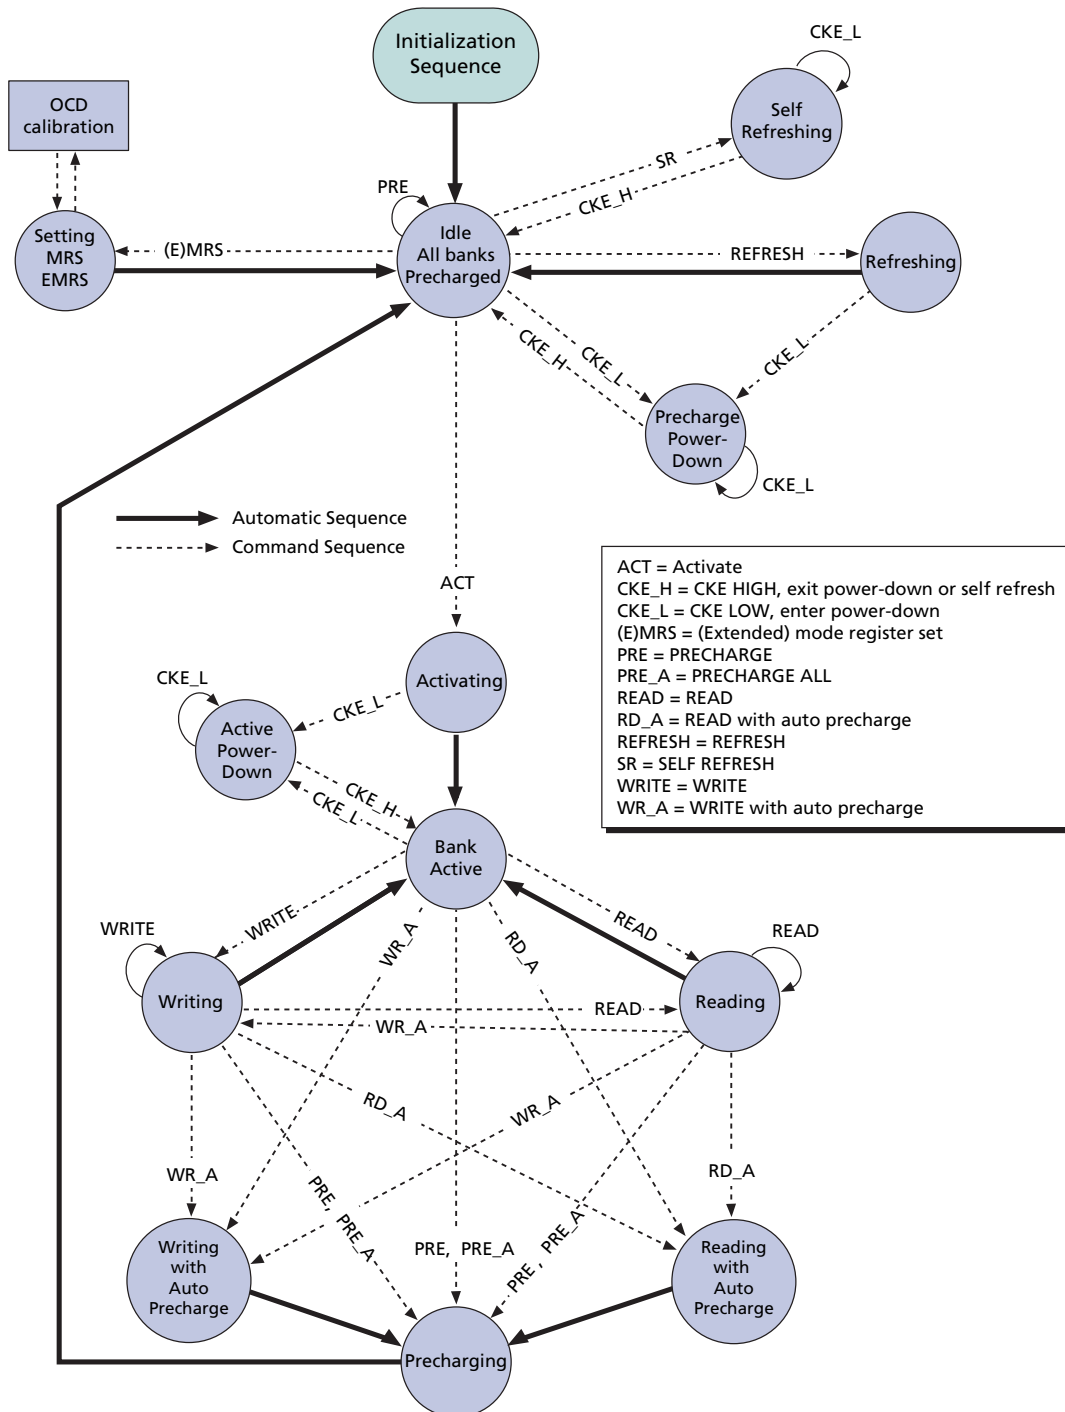 Initialization
Sequence
CKE_L
OCD
calibration
Self
Refreshing
SR
PRE
CKE_H
Setting
MRS
EMRS
(E)MRS
Idle
All banks
Precharged
REFRESH
Refreshing
CKE_H
CKE_L
CKE_L
Precharge
Power-
Down
CKE_L
Automatic Sequence
Command Sequence
ACT
ACT = Activate
CKE_H = CKE HIGH, exit power-down or self refresh
CKE_L = CKE LOW, enter power-down
(E)MRS = (Extended) mode register set
PRE = PRECHARGE
PRE_A = PRECHARGE ALL
READ = READ
RD_A = READ with auto precharge
REFRESH = REFRESH
SR = SELF REFRESH
WRITE = WRITE
WR_A = WRITE with auto precharge
Activating
CKE_L
CKE_L
Active
Power-
Down
CKE_H
CKE_L
Bank
Active
WRITE
WRITE
WR_A
RD_A
READ
READ
Writing
READ
WR_A
Reading
RD_A
WR_A
WR_A
PRE, PRE_A
PRE, PRE_A
PRE, PRE_A
RD_A
Writing
with
Auto
Precharge
Reading
with
Auto
Precharge
Precharging